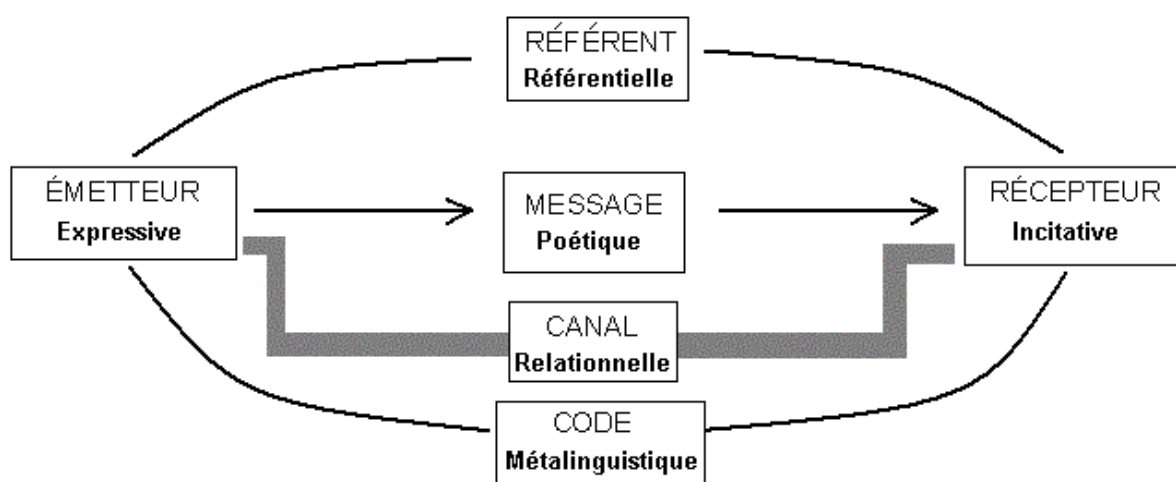 RÉFÉRENT
Référentielle
ÉMETTEUR
Expressive
MESSAGE
Poétique
RÉCEPTEUR
Incitative
CANAL
Relationnelle
CODE
Métalinguistique